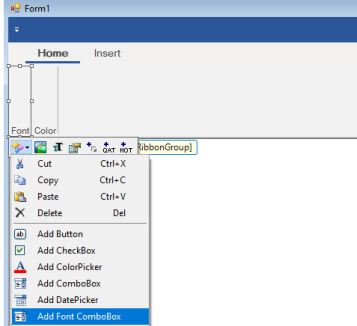 Form1
Home Insert
Font Color
QAT HOT RibbonGroup]
Cut Ctrl+X
Copy Ctrl+C
Paste Ctrl+V
Delete Del
Add Button
Add CheckBox
Add ColorPicker
Add ComboBox
Add DatePicker
Add Font ComboBox